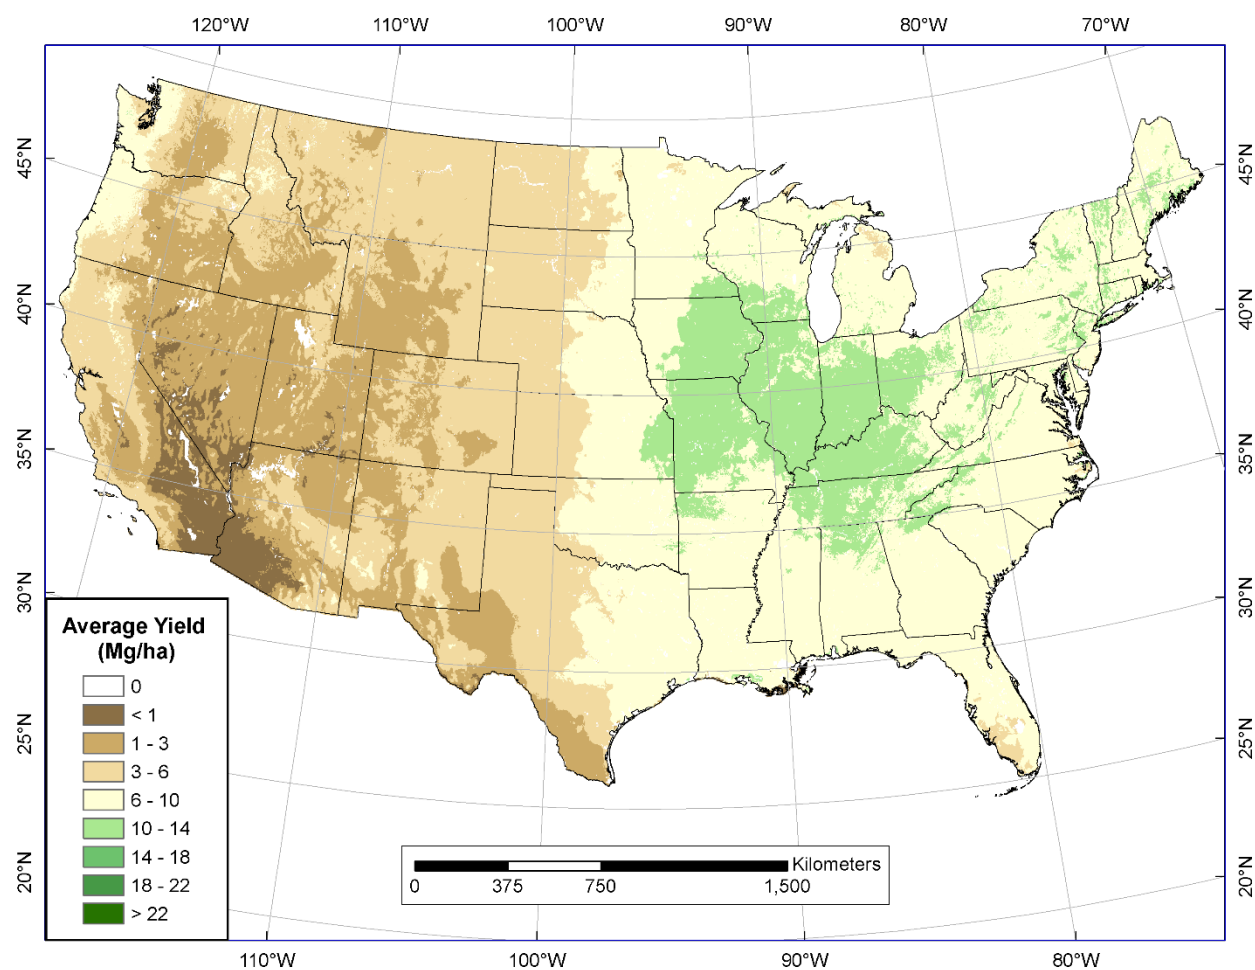 120°W 110°W 100°W 90°W 80°W 70°W
45°N 45°N
40°N 40°N
35°N 35°N
30°N 30°N
25°N 25°N
20°N 20°N
Average Yield
(Mg/ha)
0
< 1
1 - 3
3 - 6
6 - 10
10 - 14
14 - 18
18 - 22
> 22
Kilometers
0 375 750 1,500
110°W 100°W 90°W 80°W